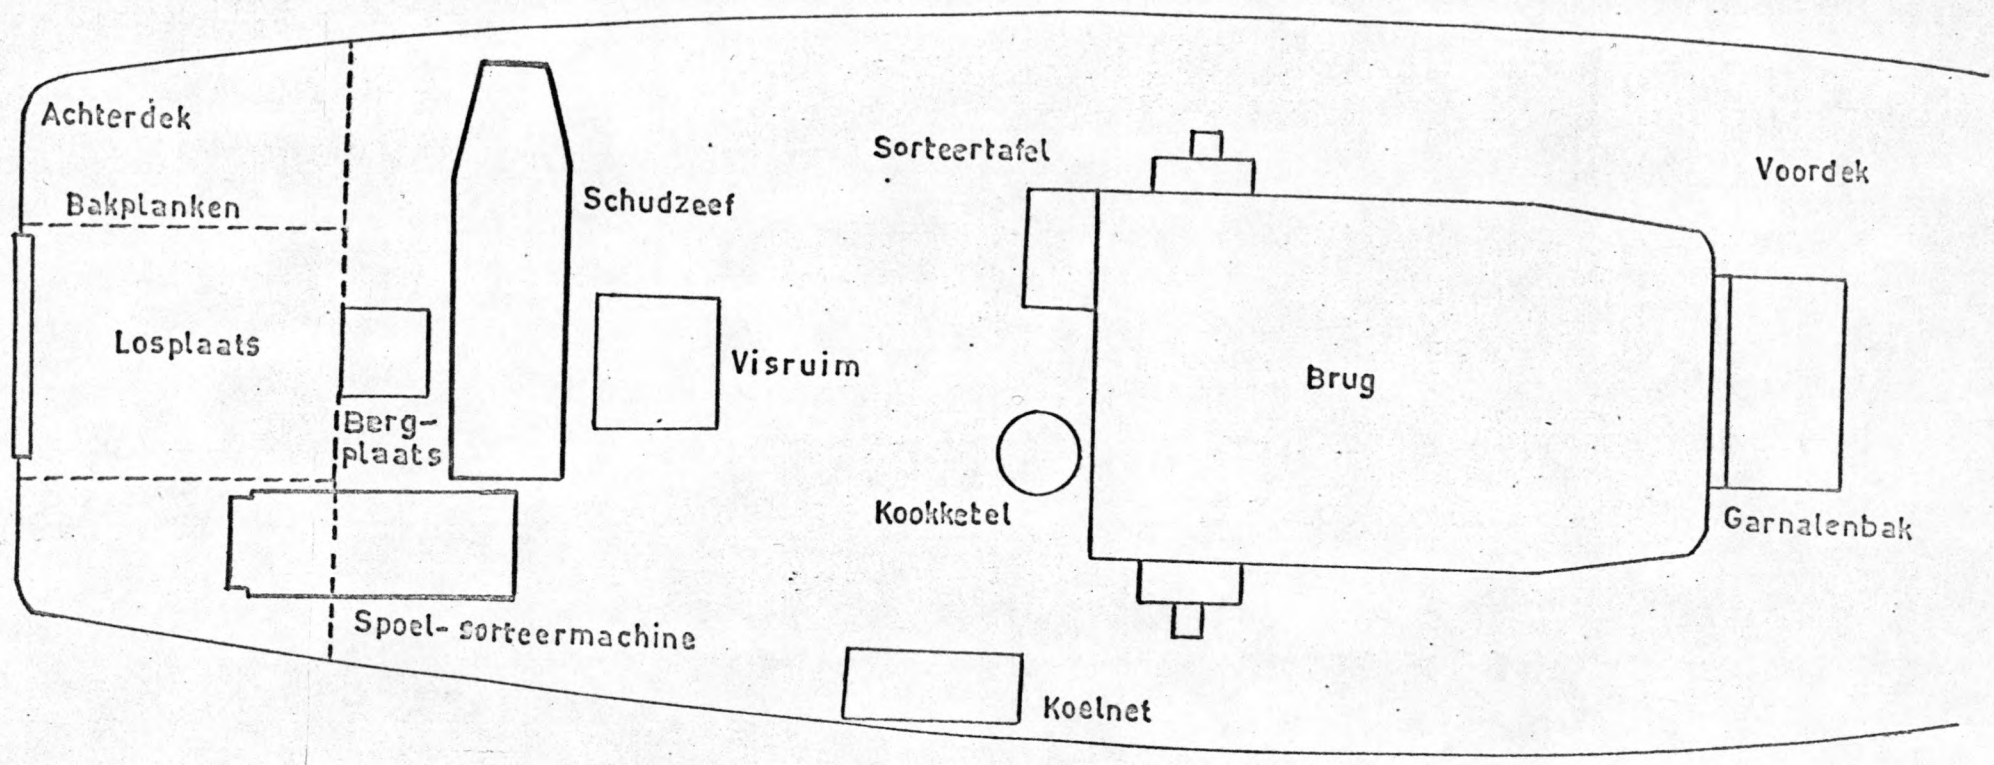 Achterdek
Bakplanken
Losplaats
Berg-
plaats
Schudzeef
Visruim
Spoel-sorteermachine
Sorteertafel
Kookketel
Koelnet
Brug
Voordek
Garnalenbak